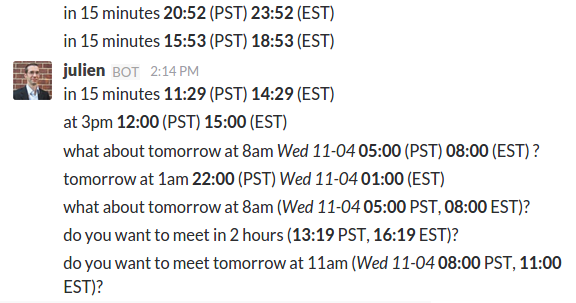 in 15 minutes 20:52 (PST) 23:52 (EST)
in 15 minutes 15:53 (PST) 18:53 (EST)
julien BOT 2:14 PM
in 15 minutes 11:29 (PST) 14:29 (EST)
at 3pm 12:00 (PST) 15:00 (EST)
what about tomorrow at 8am Wed 11-04 05:00 (PST) 08:00 (EST) ?
tomorrow at 1am 22:00 (PST) Wed 11-04 01:00 (EST)
what about tomorrow at 8am (Wed 11-04 05:00 PST, 08:00 EST)?
do you want to meet in 2 hours (13:19 PST, 16:19 EST)?
do you want to meet tomorrow at 11am (Wed 11-04 08:00 PST, 11:00
EST)?